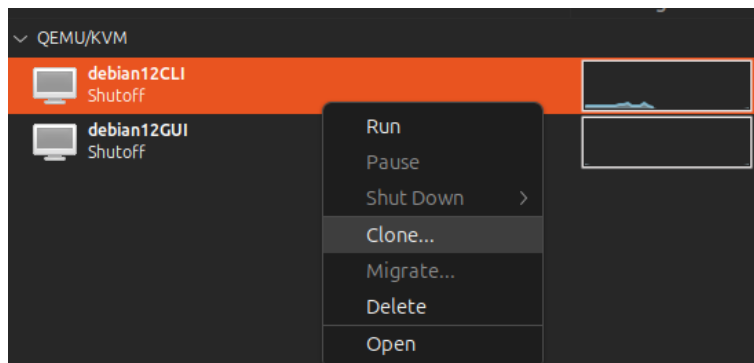 QEMU/KVM
debian12CLI
Shutoff
debian12GUI
Shutoff
Run
Pause
Shut Down
Clone...
Migrate...
Delete
Open